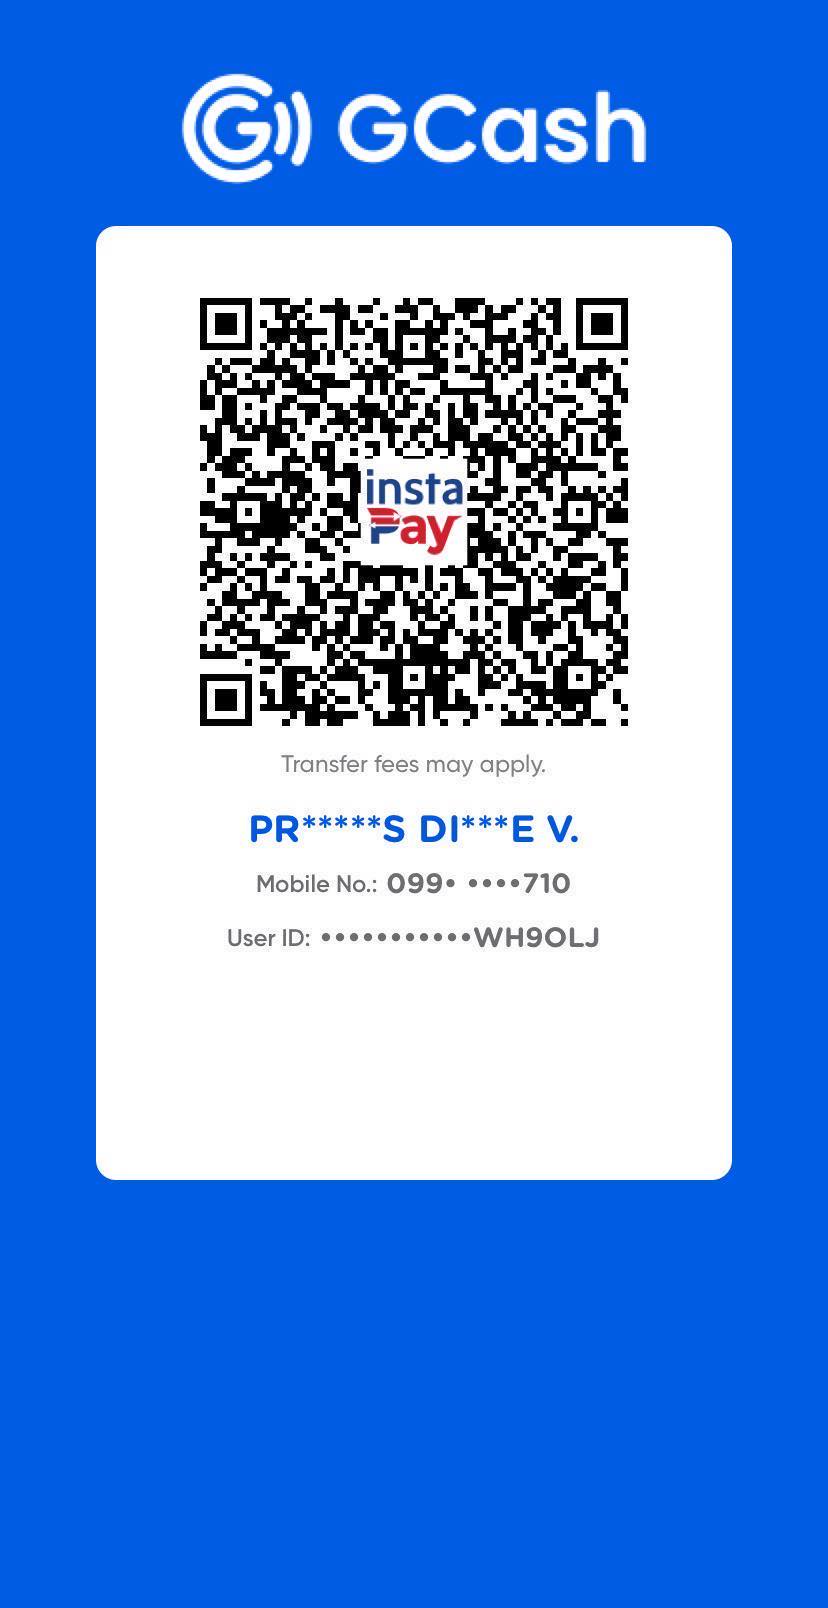 GCash
insta
Pay
Transfer fees may apply.
PR*****S DI***E V.
Mobile No.: 099• ••••710
User ID: •••••••••••WH9OLJ